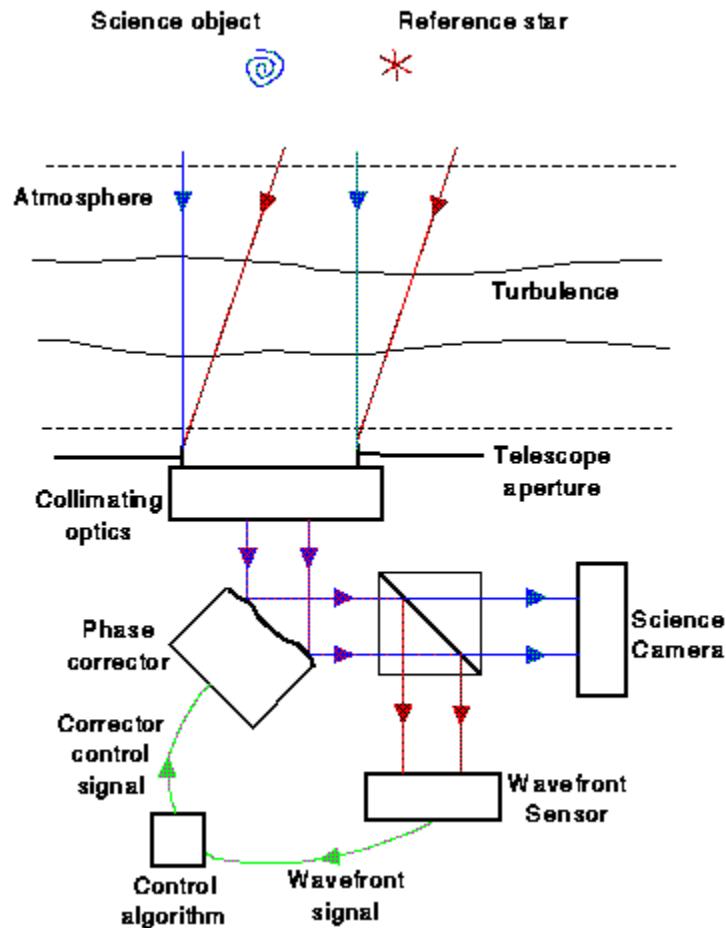 Science object
Reference star
Atmosphere
Turbulence
Telescope
aperture
Collimating
optics
Phase
corrector
Science
Camera
Corrector
control
signal
Wavefront
Sensor
Control
algorithm
Wavefront
signal